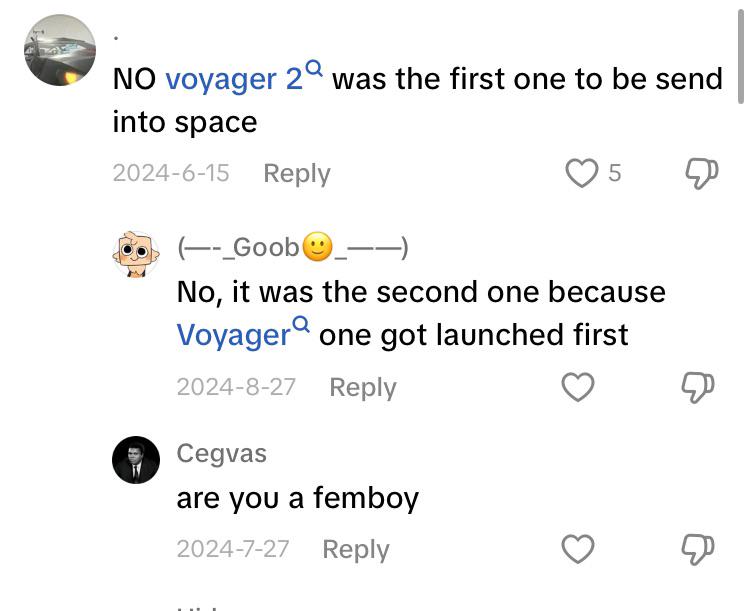 .
NO voyager 2 was the first one to be send
into space
2024-6-15 Reply 5
(—-_Goob🙂_——)
No, it was the second one because
Voyager one got launched first
2024-8-27 Reply
Cegvas
are you a femboy
2024-7-27 Reply